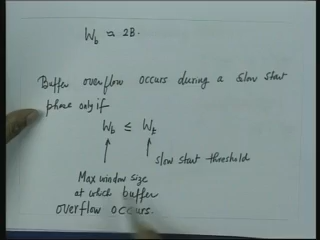 W_b ≈ 2B.
Buffer overflow occurs during a slow start
phase only if
W_b ≤ W_t
slow start threshold
Max window size
at which buffer
overflow occurs.